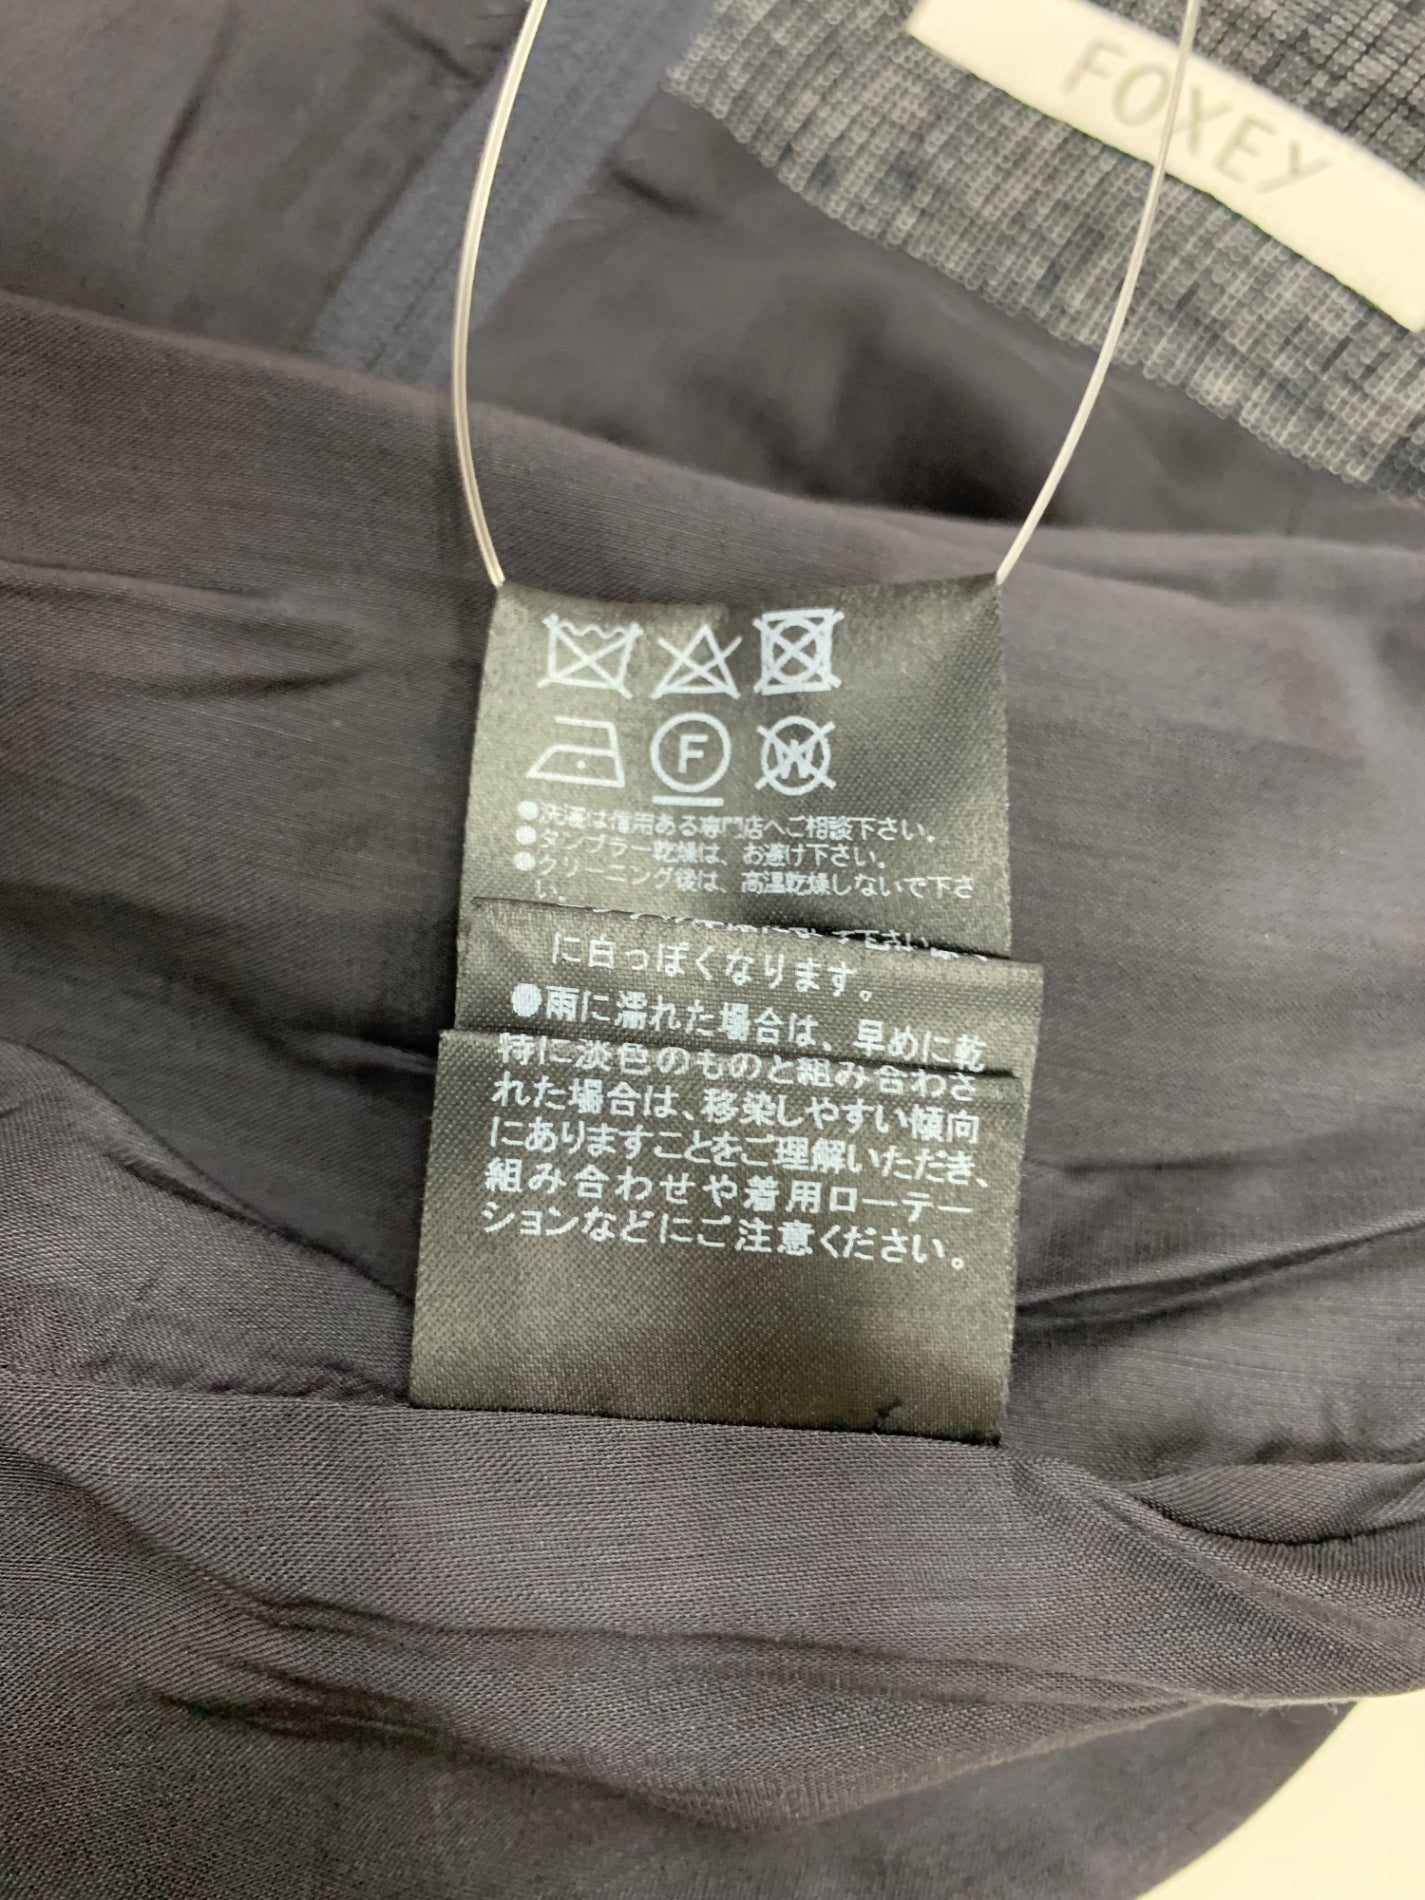 FOXEY
F
W
●洗濯は信用ある専門店へご相談下さい。
●タンブラー乾燥は、お避け下さい。
●クリーニング後は、高温乾燥しないで下さ
い。
に白っぽくなります。
●雨に濡れた場合は、早めに乾
特に淡色のものと組み合わさ
れた場合は、移染しやすい傾向
にありますことをご理解いただき、
組み合わせや着用ローテー
ションなどにご注意ください。